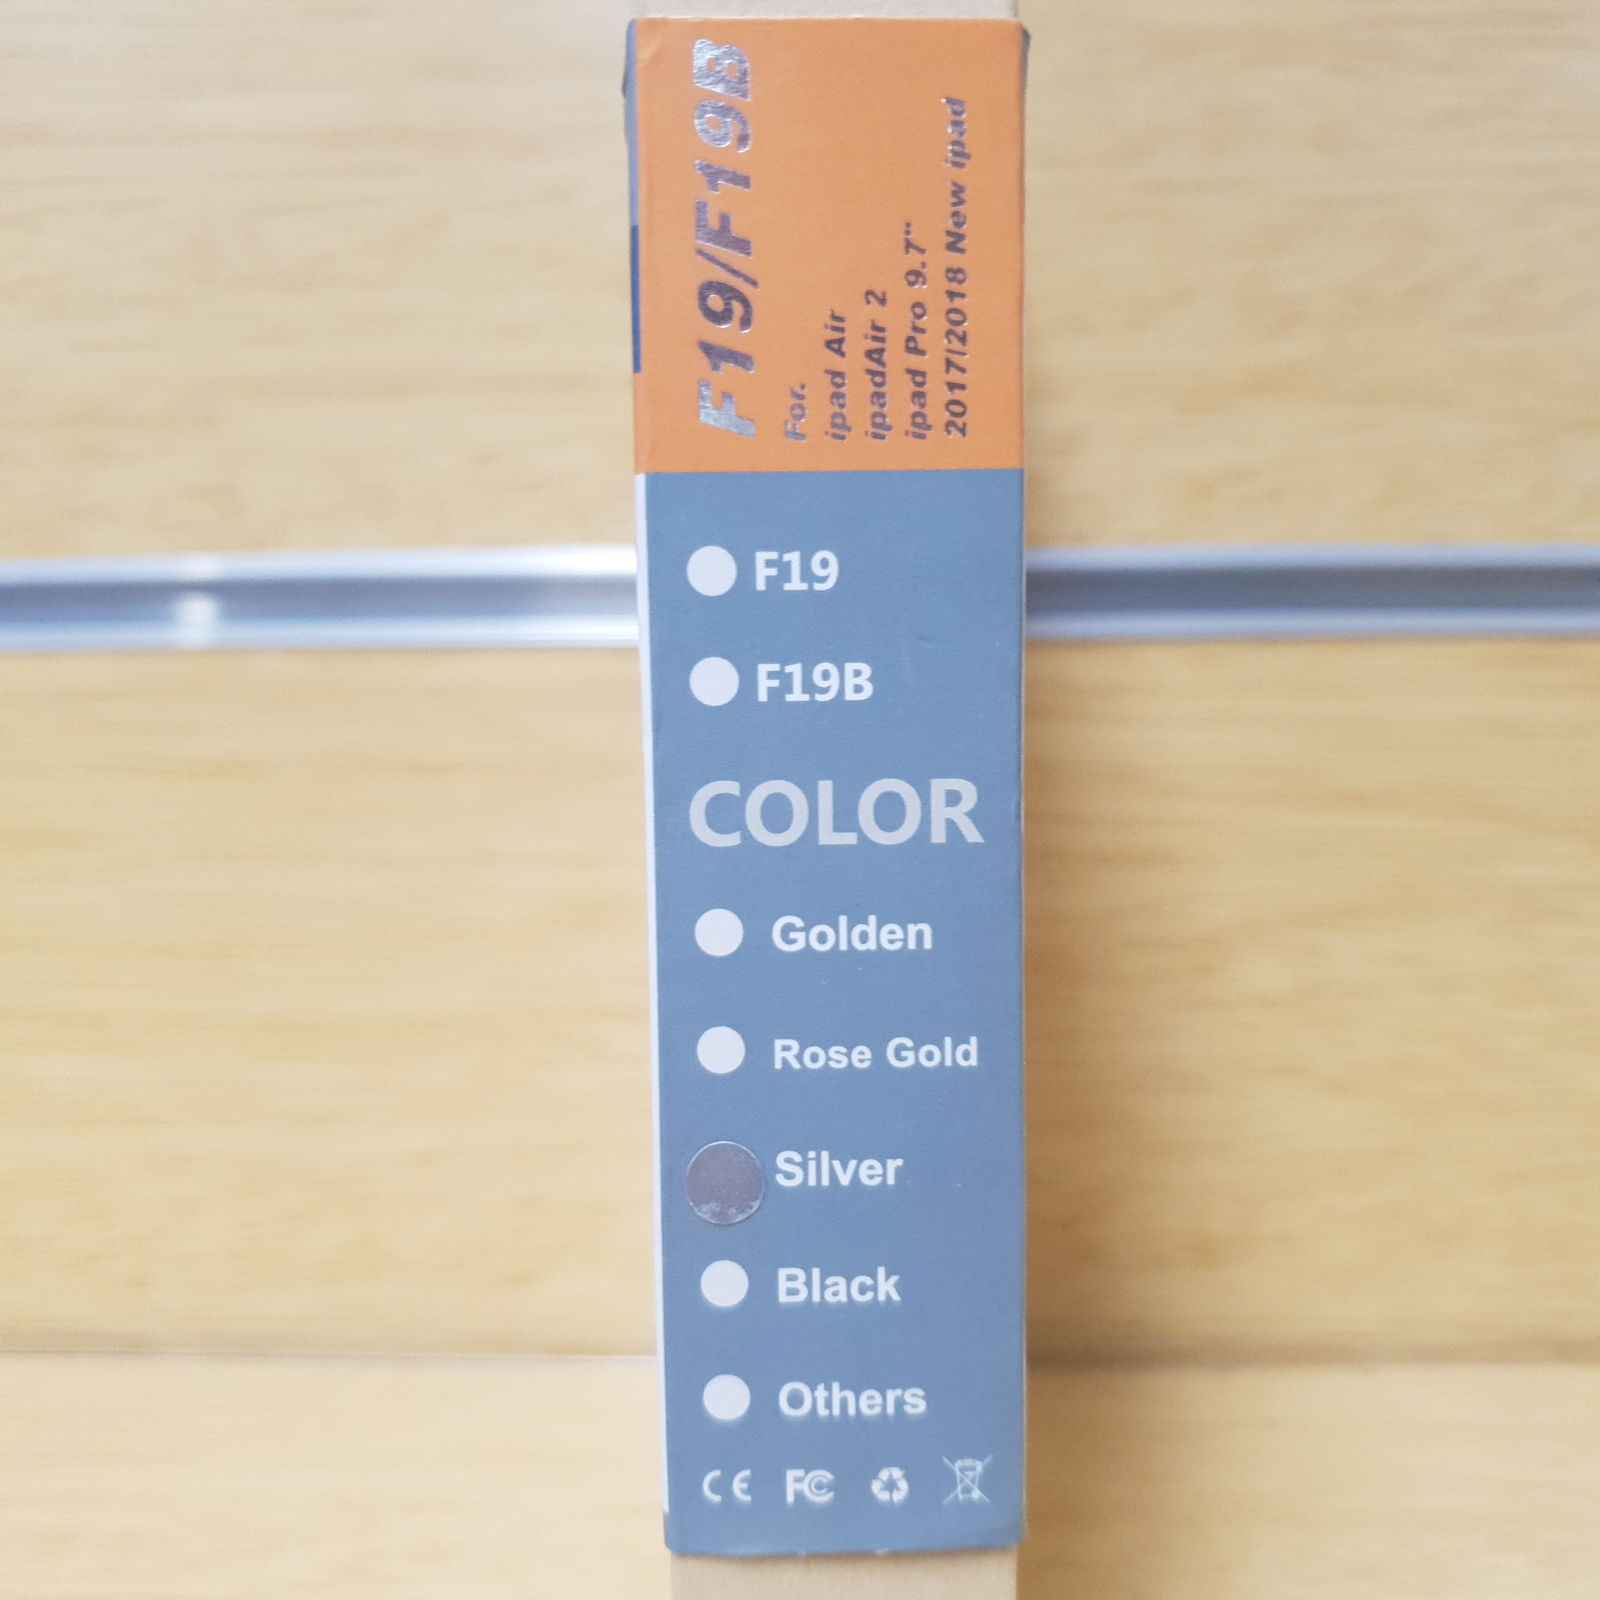 F19/F19B
For.
ipad Air
ipadAir 2
ipad Pro 9.7"
2017/2018 New ipad
F19
F19B
COLOR
Golden
Rose Gold
Silver
Black
Others
CE FC